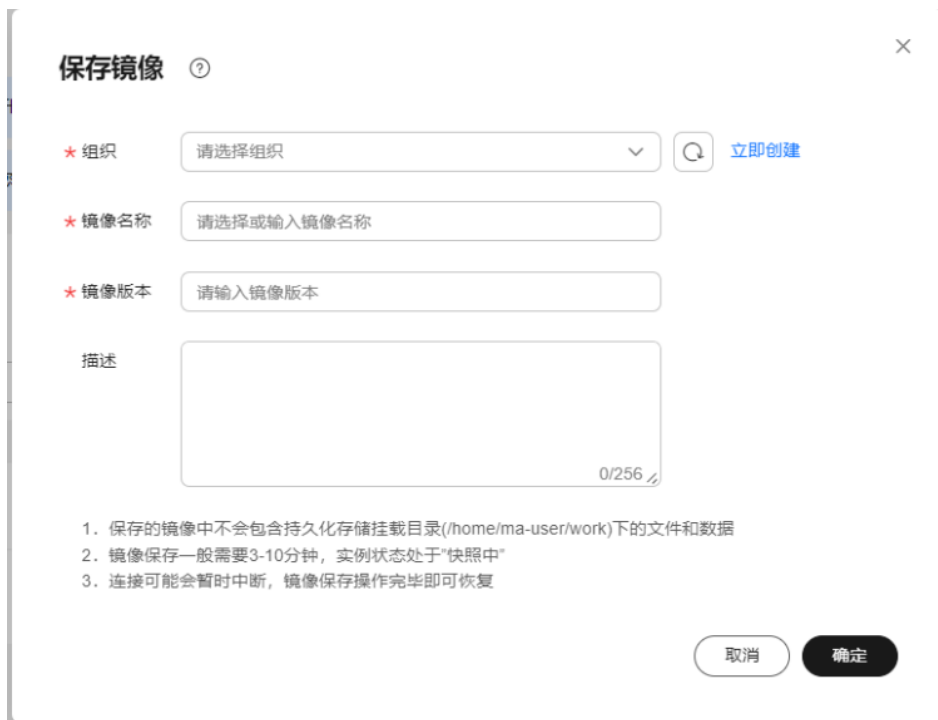 保存镜像
* 组织 请选择组织 立即创建
* 镜像名称 请选择或输入镜像名称
* 镜像版本 请输入镜像版本
描述
0/256
1. 保存的镜像中不会包含持久化存储挂载目录(/home/ma-user/work)下的文件和数据
2. 镜像保存一般需要3-10分钟，实例状态处于“快照中”
3. 连接可能会暂时中断，镜像保存操作完毕即可恢复
取消 确定